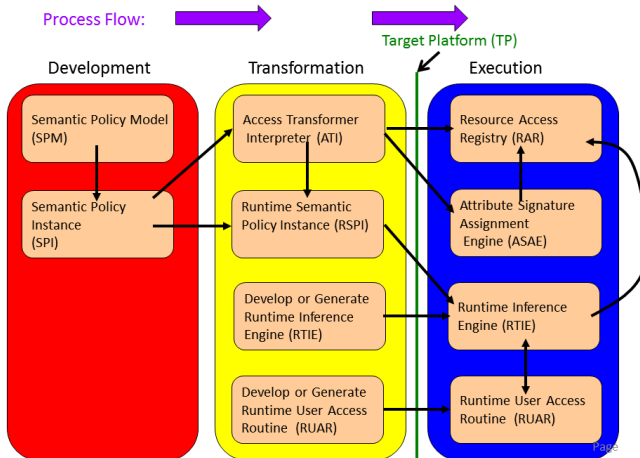 Process Flow:
Target Platform (TP)
Development
Transformation
Execution
Semantic Policy Model
(SPM)
Semantic Policy
Instance
(SPI)
Access Transformer
Interpreter (ATI)
Runtime Semantic
Policy Instance (RSPI)
Develop or Generate
Runtime Inference
Engine (RTIE)
Develop or Generate
Runtime User Access
Routine (RUAR)
Resource Access
Registry (RAR)
Attribute Signature
Assignment
Engine (ASAE)
Runtime Inference
Engine (RTIE)
Runtime User Access
Routine (RUAR)
Page